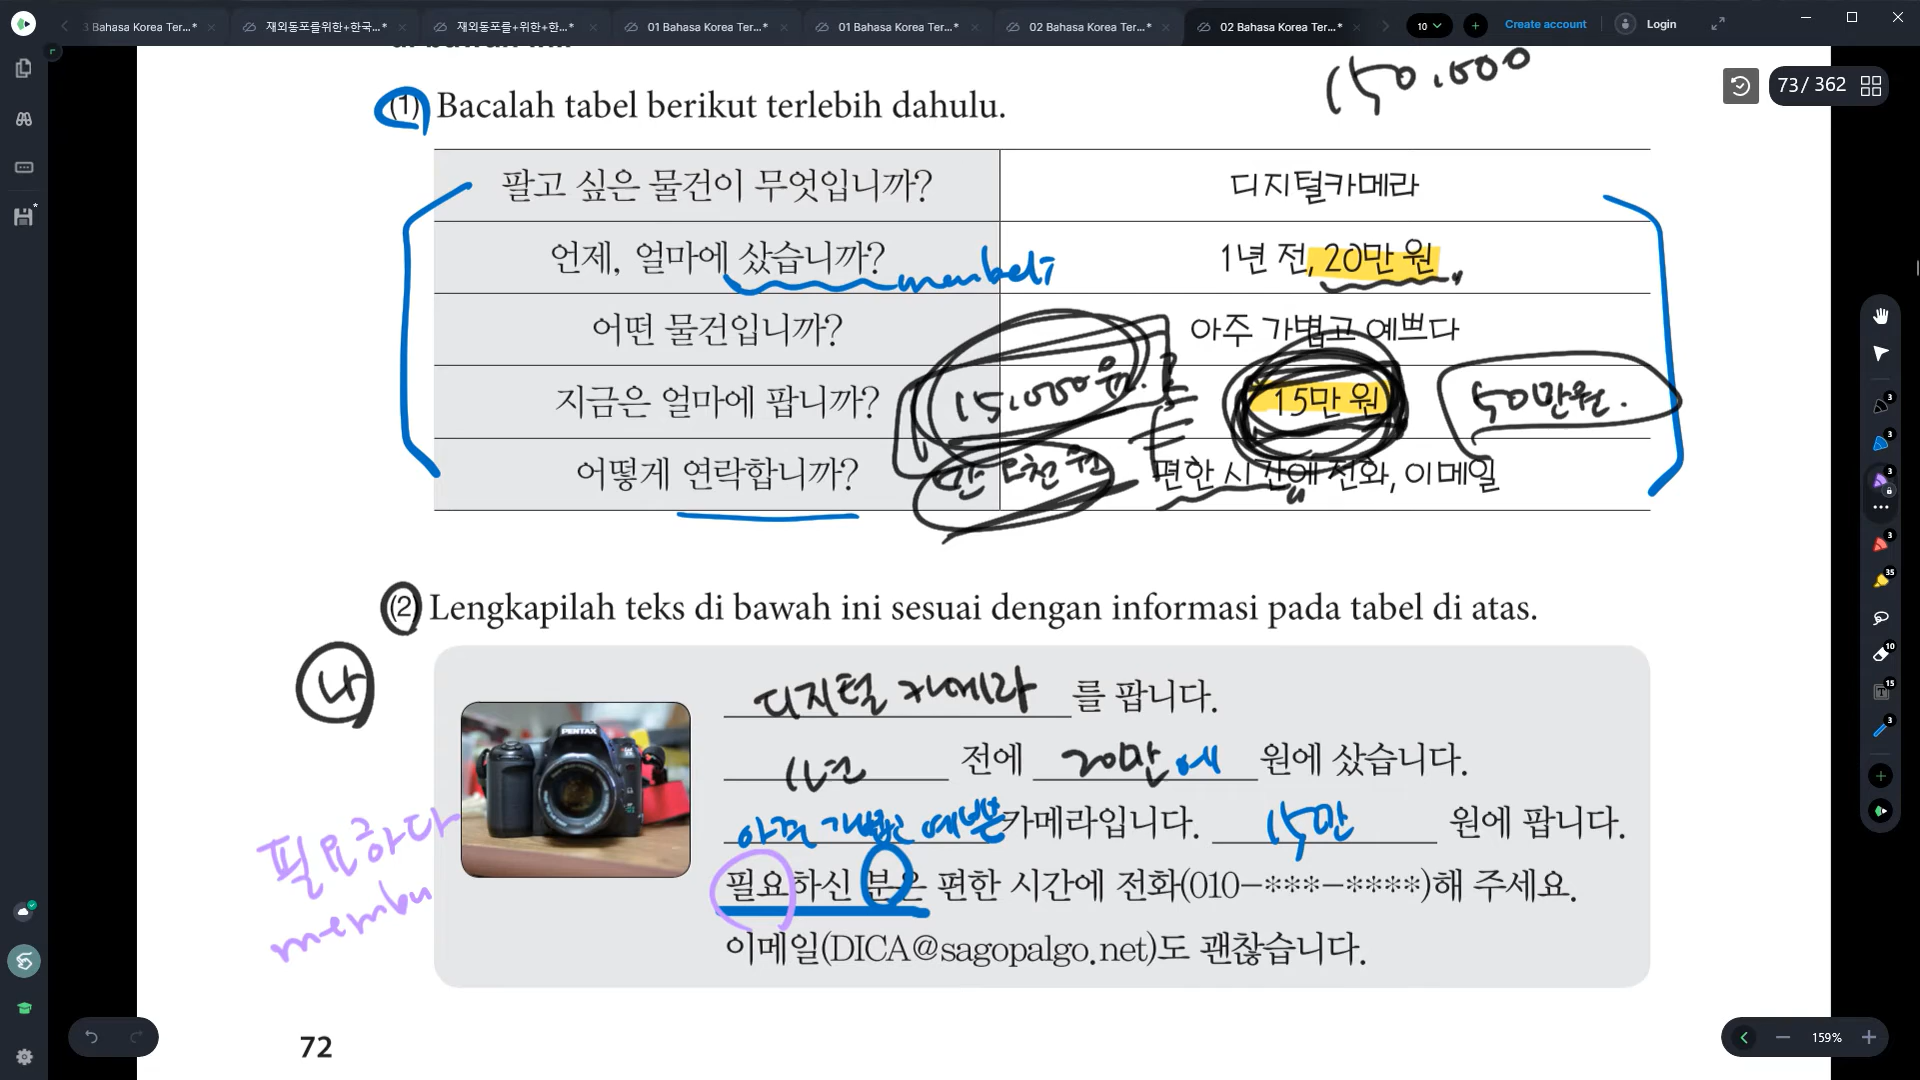 Bahasa Korea Ter...*
재외동포를위한+한국...*
재외동포를+위한+한...*
01 Bahasa Korea Ter...*
01 Bahasa Korea Ter...*
02 Bahasa Korea Ter...*
02 Bahasa Korea Ter...*
10
Create account
Login
150.000
73/ 362
(1) Bacalah tabel berikut terlebih dahulu.
팔고 싶은 물건이 무엇입니까? 디지털카메라
언제, 얼마에 샀습니까? membeli 1년 전, 20만 원
어떤 물건입니까? 아주 가볍고 예쁘다
지금은 얼마에 팝니까? 15.000원. 15만 원 50만원.
어떻게 연락합니까? 만 5천 원 편한 시간에 전화, 이메일
(2) Lengkapilah teks di bawah ini sesuai dengan informasi pada tabel di atas.
나
디지털 카메라 를 팝니다.
PENTAX
1년 전에 20만에 원에 샀습니다.
아주 가볍고 예쁜 카메라입니다. 15만 원에 팝니다.
필요하다
필요하신 분은 편한 시간에 전화(010-***-****)해 주세요.
membu
이메일(DICA@sagopalgo.net)도 괜찮습니다.
72
159%